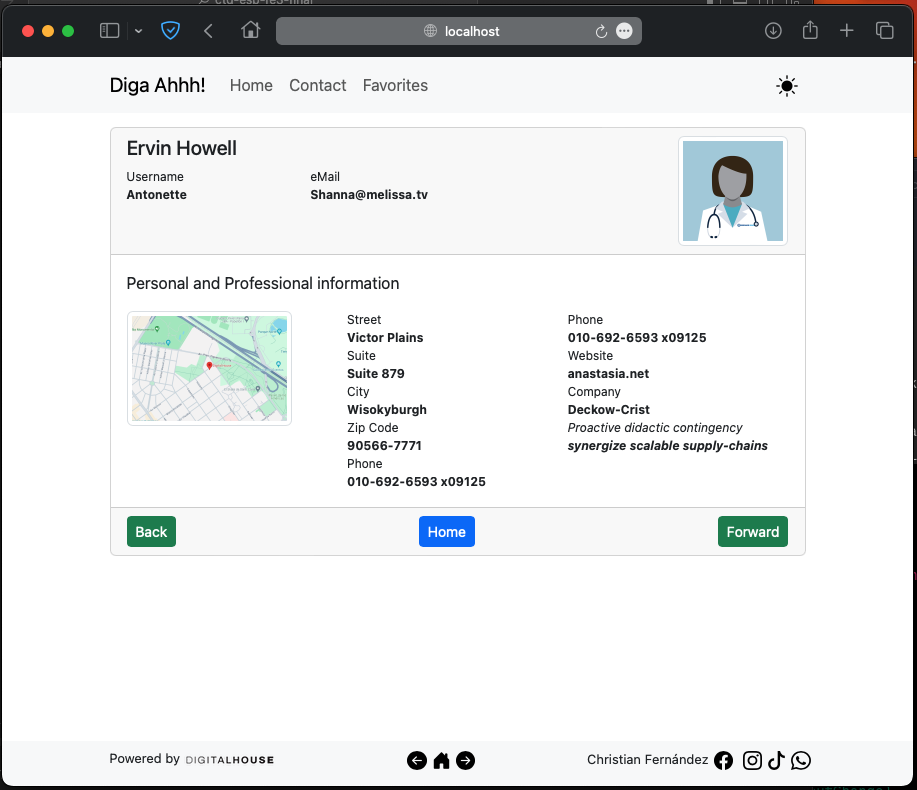 localhost
Diga Ahhh! Home Contact Favorites
Ervin Howell
Username eMail
Antonette Shanna@melissa.tv
Personal and Professional information
Street
Victor Plains
Suite
Suite 879
City
Wisokyburgh
Zip Code
90566-7771
Phone
010-692-6593 x09125
Phone
010-692-6593 x09125
Website
anastasia.net
Company
Deckow-Crist
Proactive didactic contingency
synergize scalable supply-chains
Back Home Forward
Powered by DIGITALHOUSE Christian Fernández